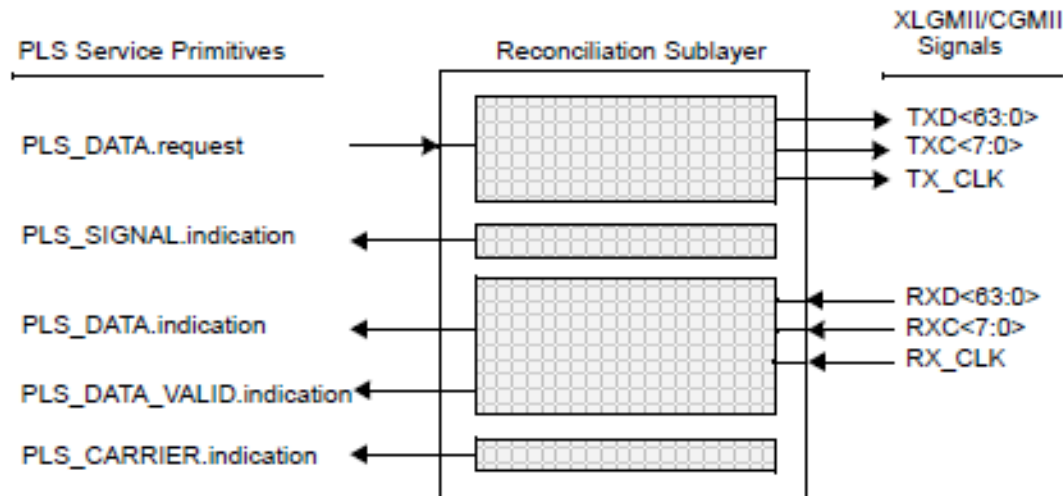 XLGMII/CGMII
PLS Service Primitives
Reconciliation Sublayer
Signals
PLS_DATA.request
TXD<63:0>
TXC<7:0>
TX_CLK
PLS_SIGNAL.indication
PLS_DATA.indication
RXD<63:0>
RXC<7:0>
RX_CLK
PLS_DATA_VALID.indication
PLS_CARRIER.indication